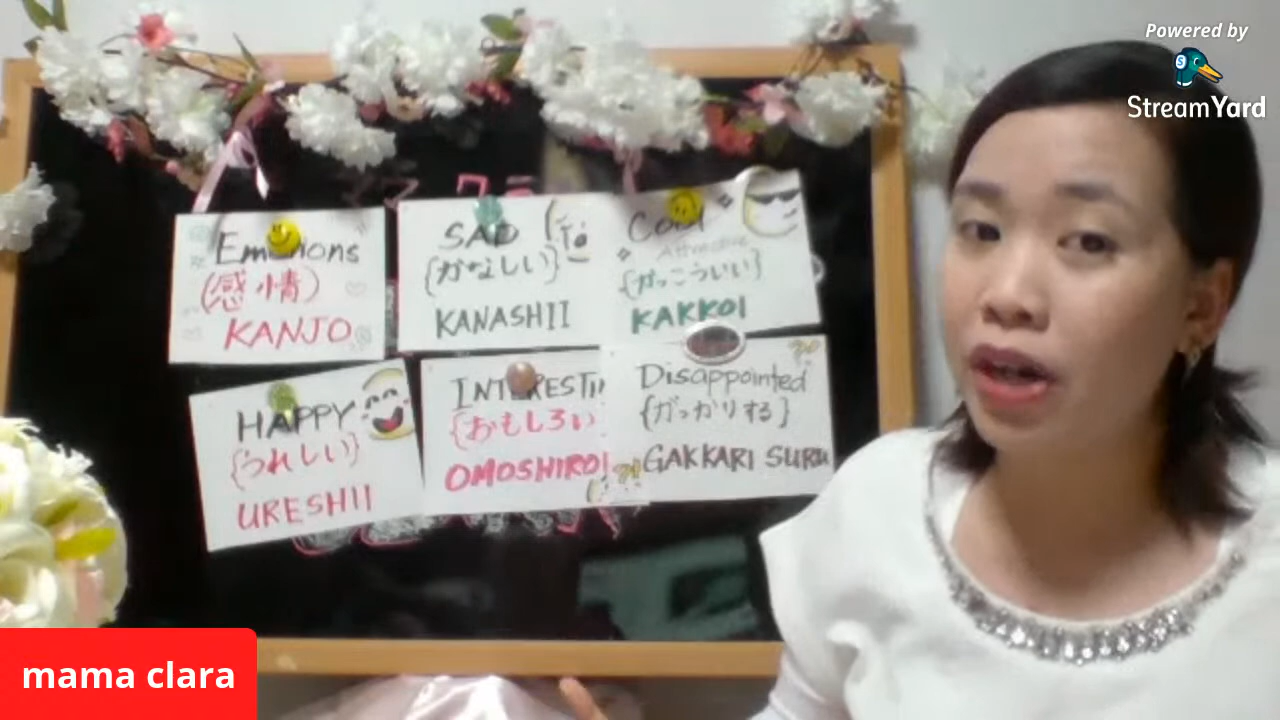 Powered by
StreamYard
Emotions
(感情)
KANJO
SAD
{かなしい}
KANASHII
Cool
Attractive
{かっこういい}
KAKKOI
HAPPY
{うれしい}
URESHII
INTERESTI
{おもしろい
OMOSHIROI
Disappointed
{がっかりする}
GAKKARI SURU
mama clara